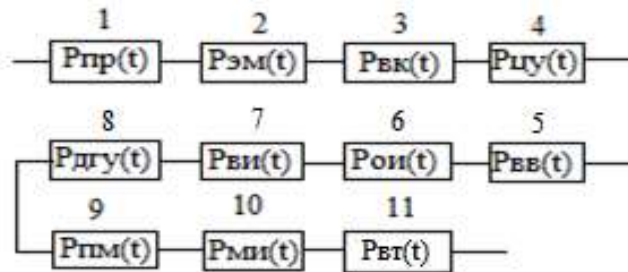 1 2 3 4
Рпр(t) Рэм(t) Рвк(t) Рцу(t)
8 7 6 5
Рдгу(t) Рви(t) Рои(t) Рвв(t)
9 10 11
Рпм(t) Рми(t) Рвт(t)